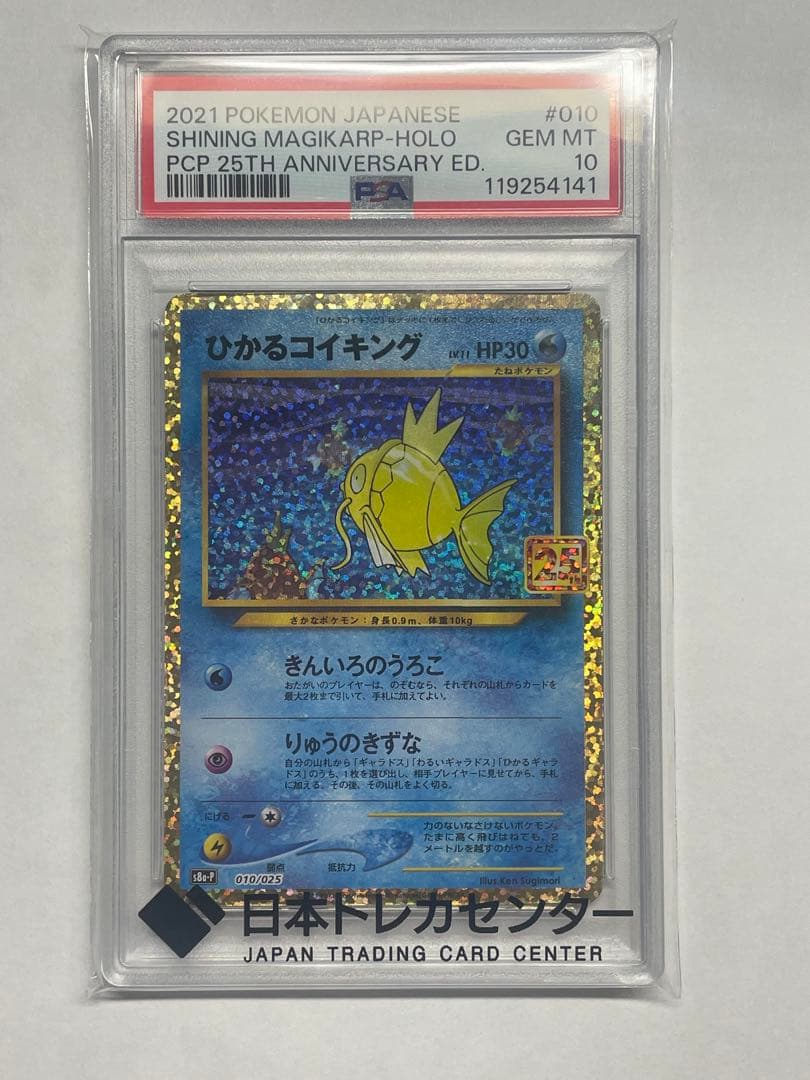 2021 POKEMON JAPANESE #010
SHINING MAGIKARP-HOLO GEM MT
PCP 25TH ANNIVERSARY ED. 10
PSA 119254141
ひかるコイキング LV.11 HP30
たねポケモン
25th
さかなポケモン：身長0.9m、体重10kg
きんいろのうろこ
おたがいのプレイヤーは、のぞむなら、それぞれの山札からカードを
最大2枚まで引いて、手札に加えてよい。
りゅうのきずな
自分の山札から「ギャラドス」「わるいギャラドス」「ひかるギャラ
ドス」のうち、1枚を選び出し、相手プレイヤーに見せてから、手札
に加える。その後、その山札をよく切る。
にげる
力のないなさけないポケモン。
たまに高く飛びはねても、2
メートルを越すのがやっとだ。
弱点 抵抗力
s8a-P 010/025
Illus.Ken Sugimori
日本トレカセンター
JAPAN TRADING CARD CENTER